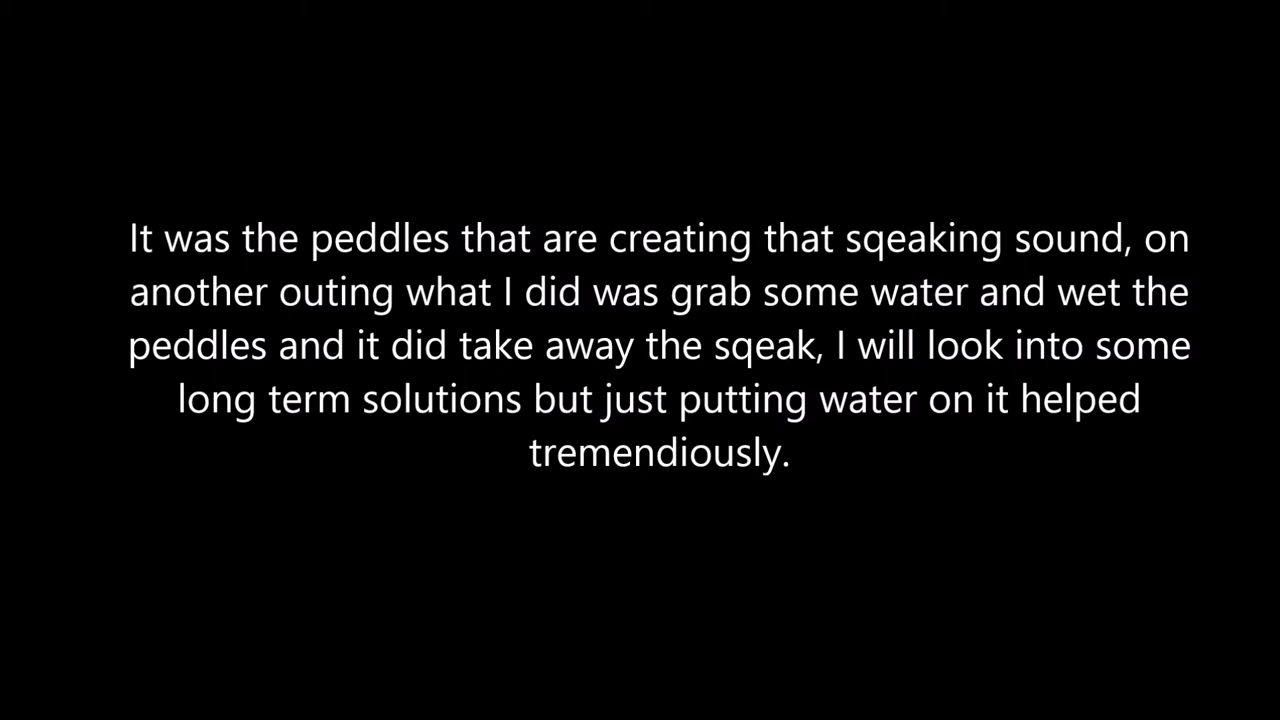 It was the peddles that are creating that sqeaking sound, on
another outing what I did was grab some water and wet the
peddles and it did take away the sqeak, I will look into some
long term solutions but just putting water on it helped
tremendiously.